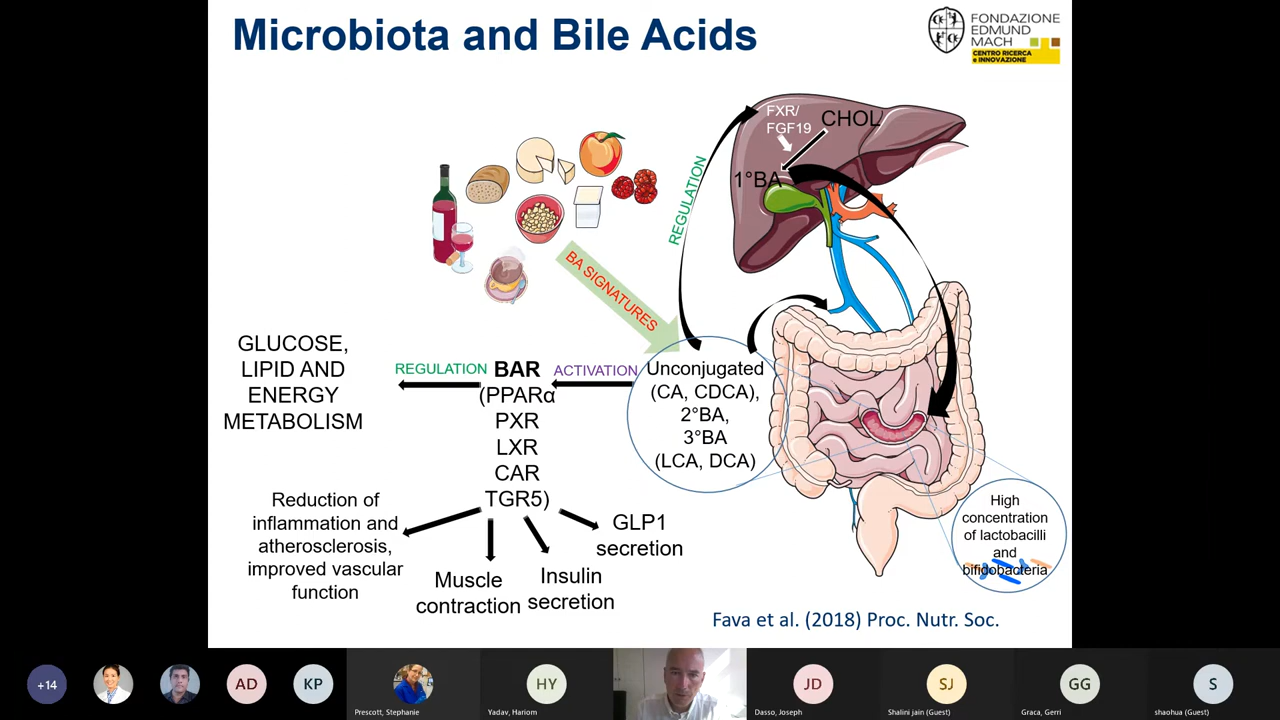 Microbiota and Bile Acids
FONDAZIONE
EDMUND
MACH
CENTRO RICERCA
e INNOVAZIONE
FXR/
FGF19
CHOL
1°BA
REGULATION
BA SIGNATURES
GLUCOSE,
LIPID AND
ENERGY
METABOLISM
REGULATION
BAR
(PPARα
PXR
LXR
CAR
TGR5)
ACTIVATION
Unconjugated
(CA, CDCA),
2°BA,
3°BA
(LCA, DCA)
Reduction of
inflammation and
atherosclerosis,
improved vascular
function
Muscle
contraction
Insulin
secretion
GLP1
secretion
High
concentration
of lactobacilli
and
bifidobacteria
Fava et al. (2018) Proc. Nutr. Soc.
+14
AD
KP
Prescott, Stephanie
HY
Yadav, Hariom
JD
Dasso, Joseph
SJ
Shalini jain (Guest)
GG
Graca, Gerri
S
shaohua (Guest)